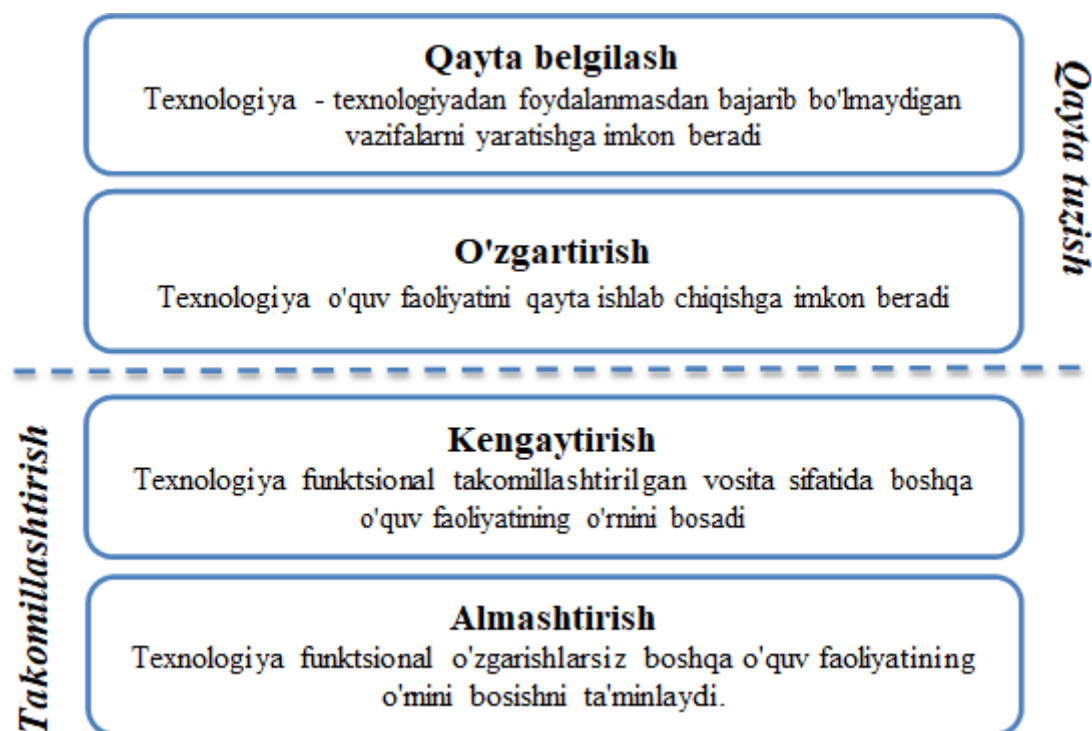 Qayta belgilash
Texnologiya - texnologiyadan foydalanmasdan bajarib bo'lmaydigan
vazifalarni yaratishga imkon beradi
Qayta tuzish
O'zgartirish
Texnologiya o'quv faoliyatini qayta ishlab chiqishga imkon beradi
Takomillashtirish
Kengaytirish
Texnologiya funktsional takomillashtirilgan vosita sifatida boshqa
o'quv faoliyatining o'rnini bosadi
Almashtirish
Texnologiya funktsional o'zgarishlarsiz boshqa o'quv faoliyatining
o'rnini bosishni ta'minlaydi.